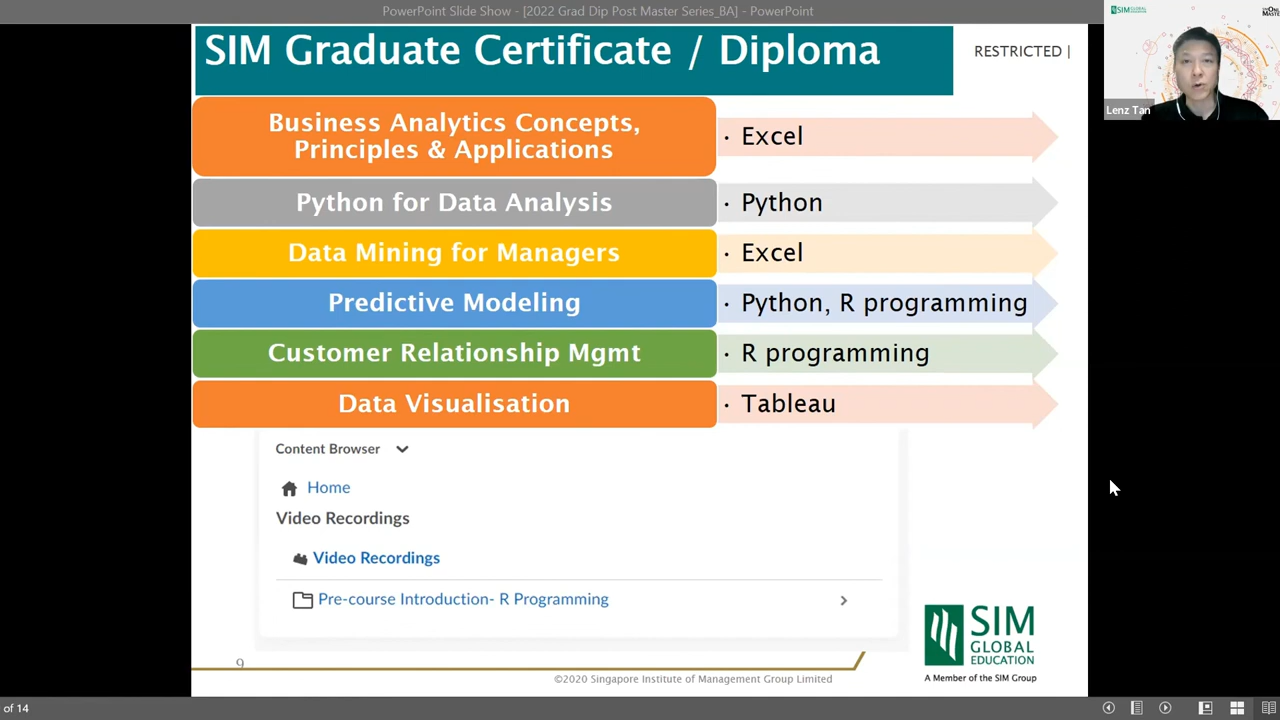 PowerPoint Slide Show - [2022 Grad Dip Post Master Series_BA] - PowerPoint
SIM Graduate Certificate / Diploma
RESTRICTED |
Lenz Tan
Business Analytics Concepts,
Principles & Applications
• Excel
Python for Data Analysis
• Python
Data Mining for Managers
• Excel
Predictive Modeling
• Python, R programming
Customer Relationship Mgmt
• R programming
Data Visualisation
• Tableau
Content Browser
Home
Video Recordings
Video Recordings
Pre-course Introduction- R Programming
SIM
GLOBAL
EDUCATION
A Member of the SIM Group
9
©2020 Singapore Institute of Management Group Limited
of 14